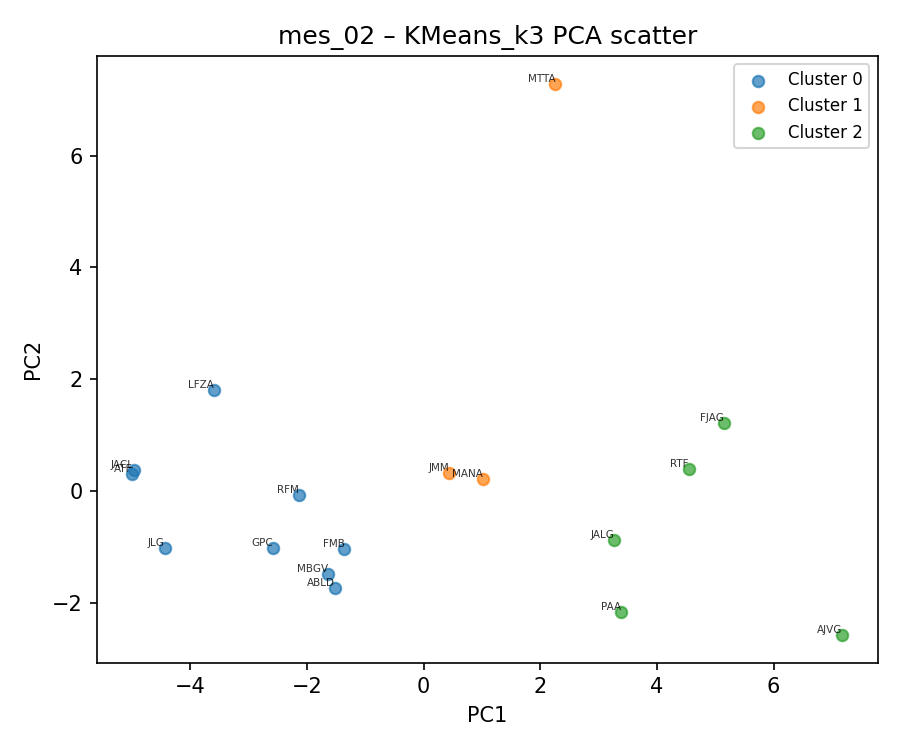 mes_02 – KMeans_k3 PCA scatter
Cluster 0
Cluster 1
Cluster 2
MTTA
LFZA
JACL
JLG
RFM
GPC
FMB
MBGV
ABLD
JMM
MANA
FJAG
RTF
JALG
PAA
AJVG
PC2
6
4
2
0
−2
−4
−2
0
2
4
6
PC1